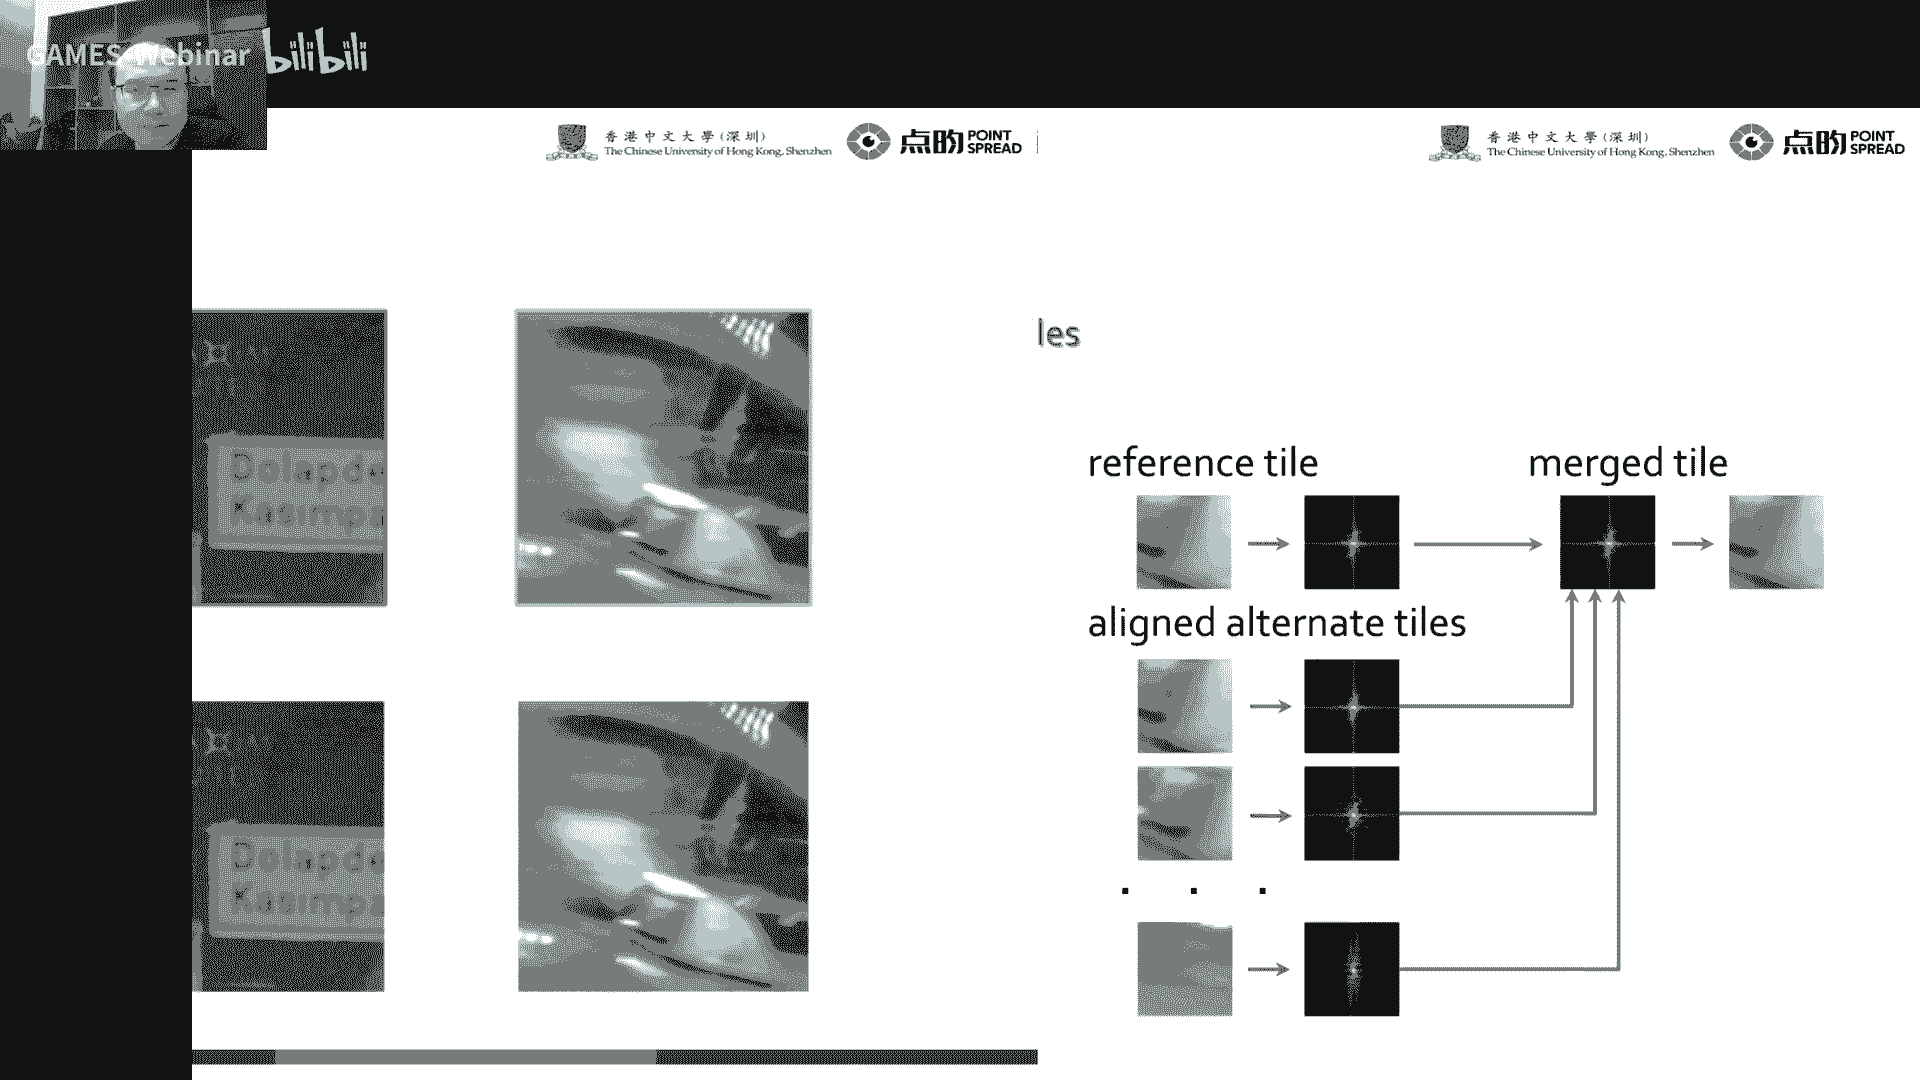 GAMES-Webinar bilibili
香港中文大學(深圳)
The Chinese University of Hong Kong, Shenzhen
点昀 POINT
SPREAD
香港中文大學(深圳)
The Chinese University of Hong Kong, Shenzhen
点昀 POINT
SPREAD
les
Dolapd
Kasımpa
Dolapd
Kasımpa
reference tile
merged tile
aligned alternate tiles
. . .